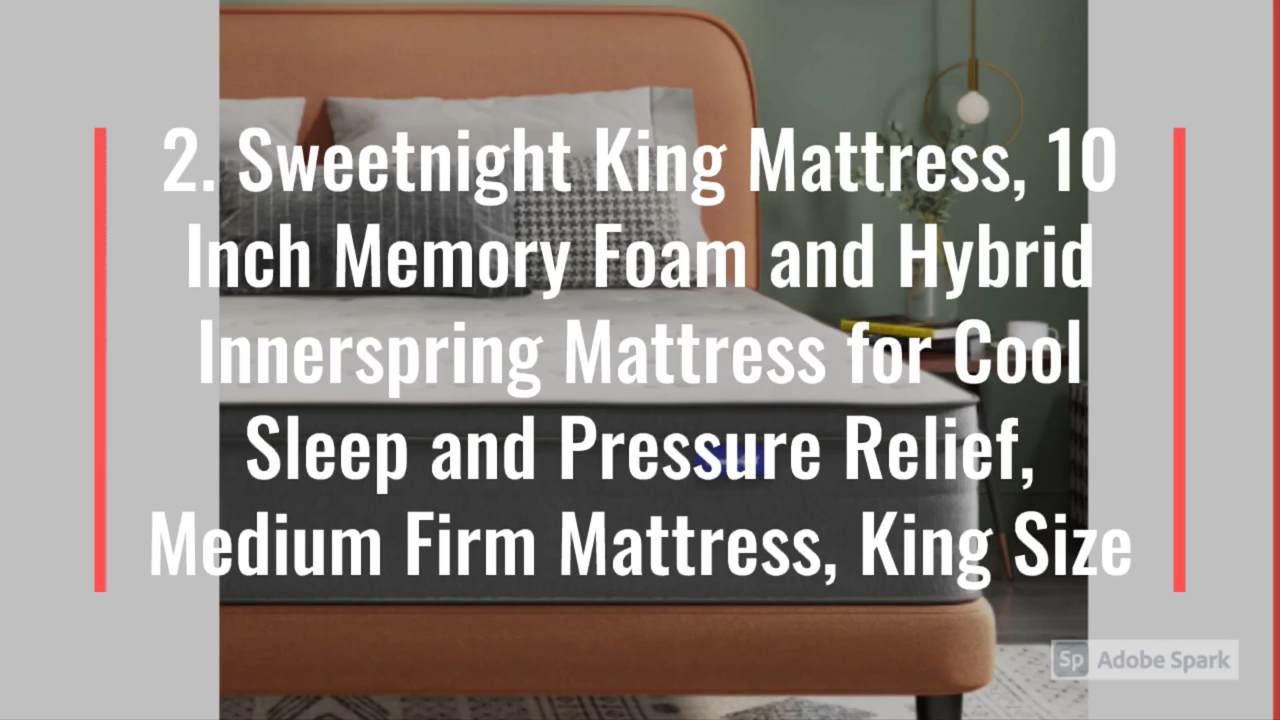 2. Sweetnight King Mattress, 10
Inch Memory Foam and Hybrid
Innerspring Mattress for Cool
Sleep and Pressure Relief,
Medium Firm Mattress, King Size
Sp Adobe Spark